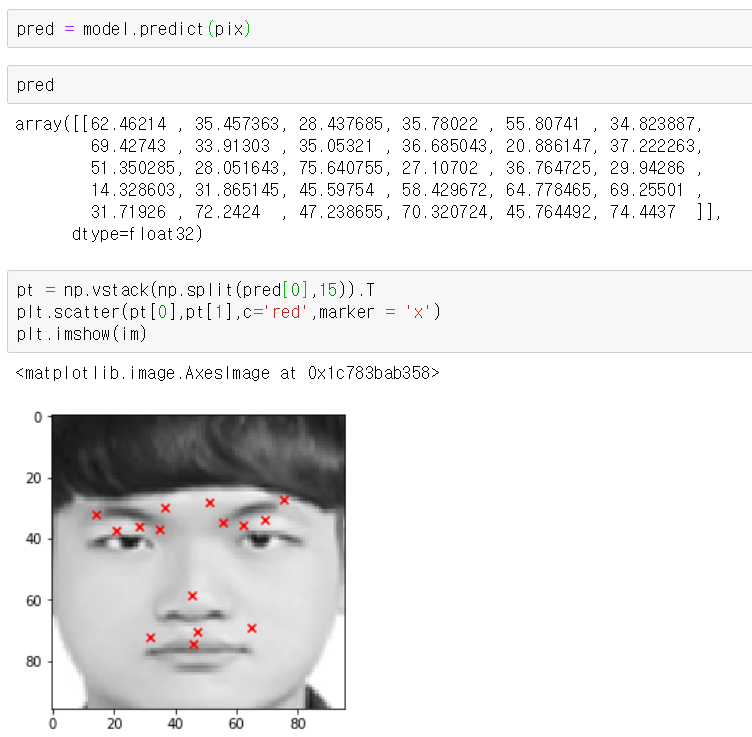 pred = model.predict(pix)
pred
array([[62.46214 , 35.457363, 28.437685, 35.78022 , 55.80741 , 34.823887,
69.42743 , 33.91303 , 35.05321 , 36.685043, 20.886147, 37.222263,
51.350285, 28.051643, 75.640755, 27.10702 , 36.764725, 29.94286 ,
14.328603, 31.865145, 45.59754 , 58.429672, 64.778465, 69.25501 ,
31.71926 , 72.2424  , 47.238655, 70.320724, 45.764492, 74.4437  ]],
dtype=float32)
pt = np.vstack(np.split(pred[0],15)).T
plt.scatter(pt[0],pt[1],c='red',marker = 'x')
plt.imshow(im)
<matplotlib.image.AxesImage at 0x1c783bab358>
0
20
40
60
80
0 20 40 60 80